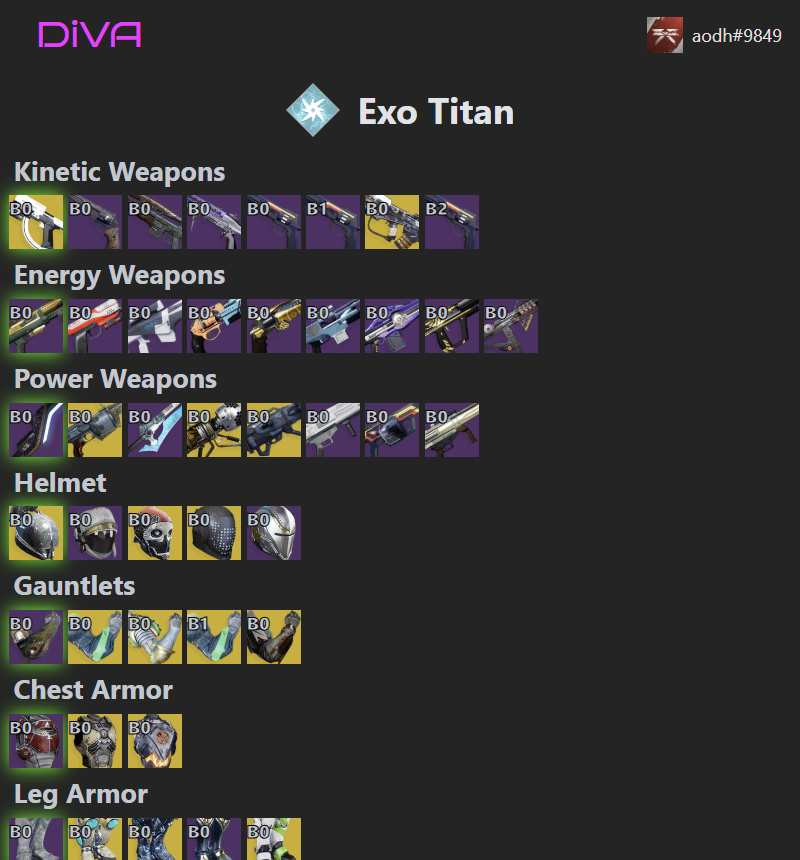 DiVA
aodh#9849
Exo Titan
Kinetic Weapons
B0 B0 B0 B0 B0 B1 B0 B2
Energy Weapons
B0 B0 B0 B0 B0 B0 B0 B0 B0
Power Weapons
B0 B0 B0 B0 B0 B0 B0 B0
Helmet
B0 B0 B0 B0 B0
Gauntlets
B0 B0 B0 B1 B0
Chest Armor
B0 B0 B0
Leg Armor
B0 B0 B0 B0 B0